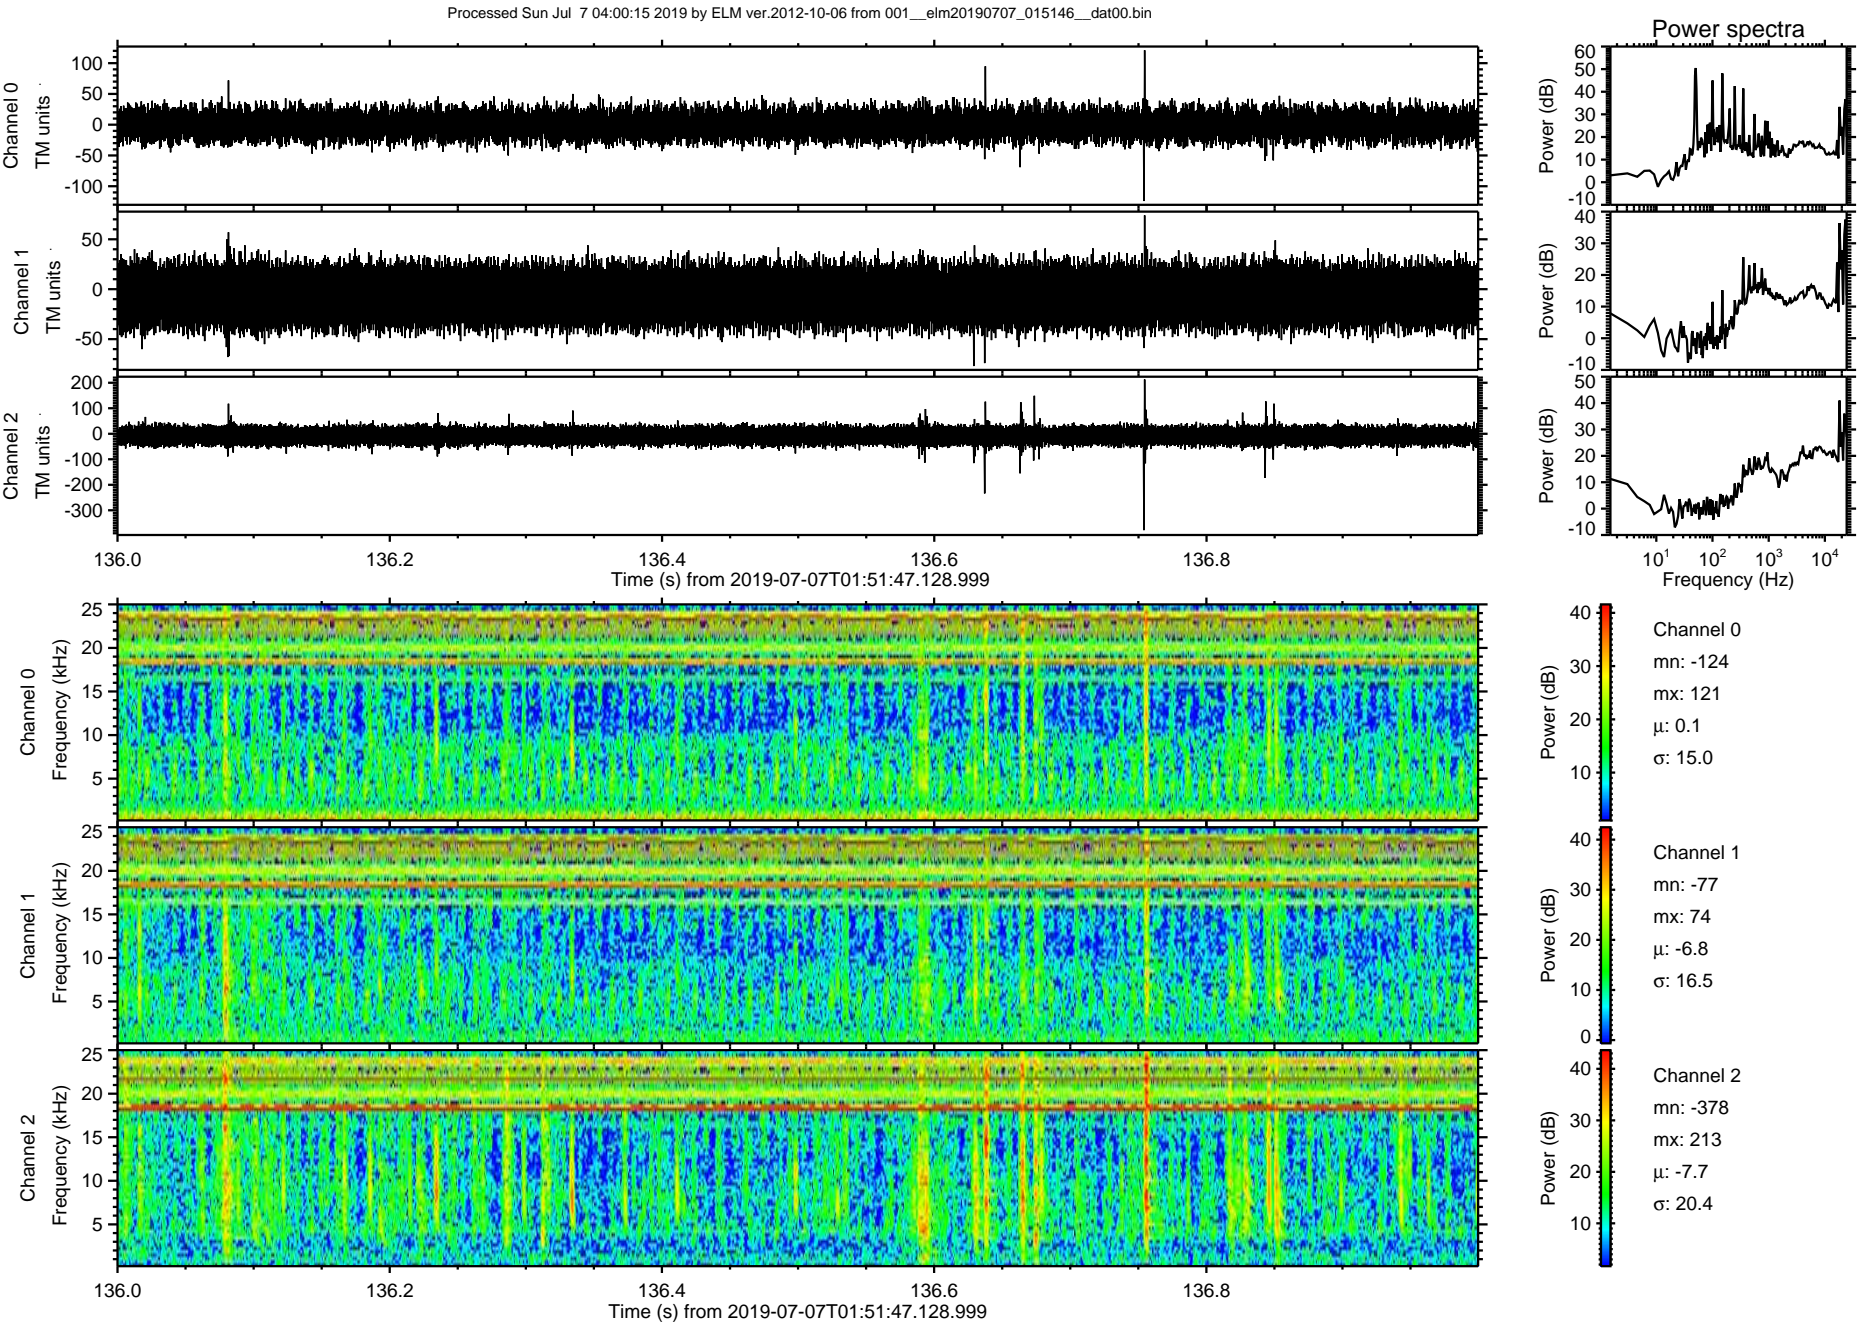 Processed Sun Jul  7 04:00:15 2019 by ELM ver.2012-10-06 from 001__elm20190707_015146__dat00.bin
Power spectra
Channel 0
TM units
100
50
0
-50
-100
Power (dB)
60
50
40
30
20
10
0
-10
Channel 1
TM units
50
0
-50
Power (dB)
40
30
20
10
0
-10
Channel 2
TM units
200
100
0
-100
-200
-300
Power (dB)
50
40
30
20
10
0
-10
136.0 136.2 136.4 136.6 136.8
Time (s) from 2019-07-07T01:51:47.128.999
10¹ 10² 10³ 10⁴
Frequency (Hz)
Channel 0
Frequency (kHz)
25
20
15
10
5
Power (dB)
40
30
20
10
Channel 0
mn: -124
mx: 121
μ: 0.1
σ: 15.0
Channel 1
Frequency (kHz)
25
20
15
10
5
Power (dB)
40
30
20
10
0
Channel 1
mn: -77
mx: 74
μ: -6.8
σ: 16.5
Channel 2
Frequency (kHz)
25
20
15
10
5
Power (dB)
40
30
20
10
Channel 2
mn: -378
mx: 213
μ: -7.7
σ: 20.4
136.0 136.2 136.4 136.6 136.8
Time (s) from 2019-07-07T01:51:47.128.999